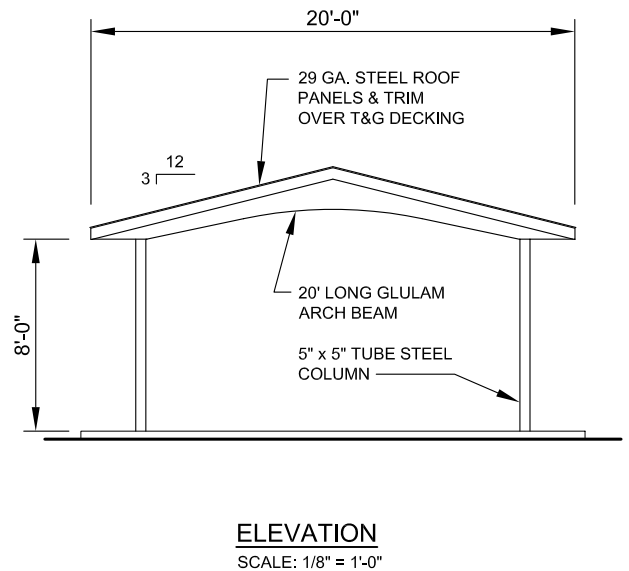 20'-0"
29 GA. STEEL ROOF
PANELS & TRIM
OVER T&G DECKING
12
3
20' LONG GLULAM
ARCH BEAM
8'-0"
5" x 5" TUBE STEEL
COLUMN
ELEVATION
SCALE: 1/8" = 1'-0"